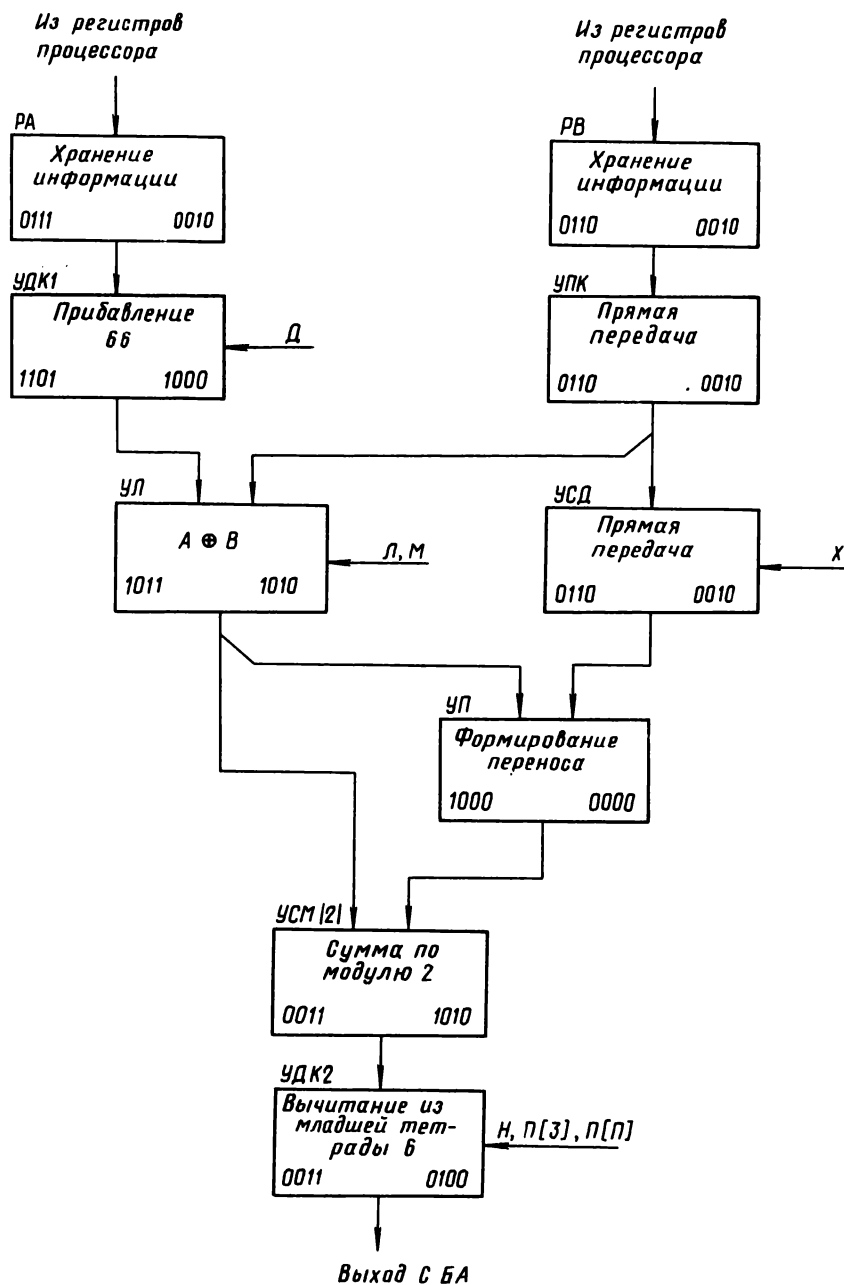 Из регистров
процессора
Из регистров
процессора
РА
Хранение
информации
0111 0010
РВ
Хранение
информации
0110 0010
УДК1
Прибавление
66
1101 1000
Д
УПК
Прямая
передача
0110 .0010
УЛ
А ⊕ В
1011 1010
Л, М
УСД
Прямая
передача
0110 0010
Х
УП
Формирование
переноса
1000 0000
УСМ |2|
Сумма по
модулю 2
0011 1010
УДК2
Вычитание из
младшей тет-
рады 6
0011 0100
Н, П[3], П[П]
Выход С БА